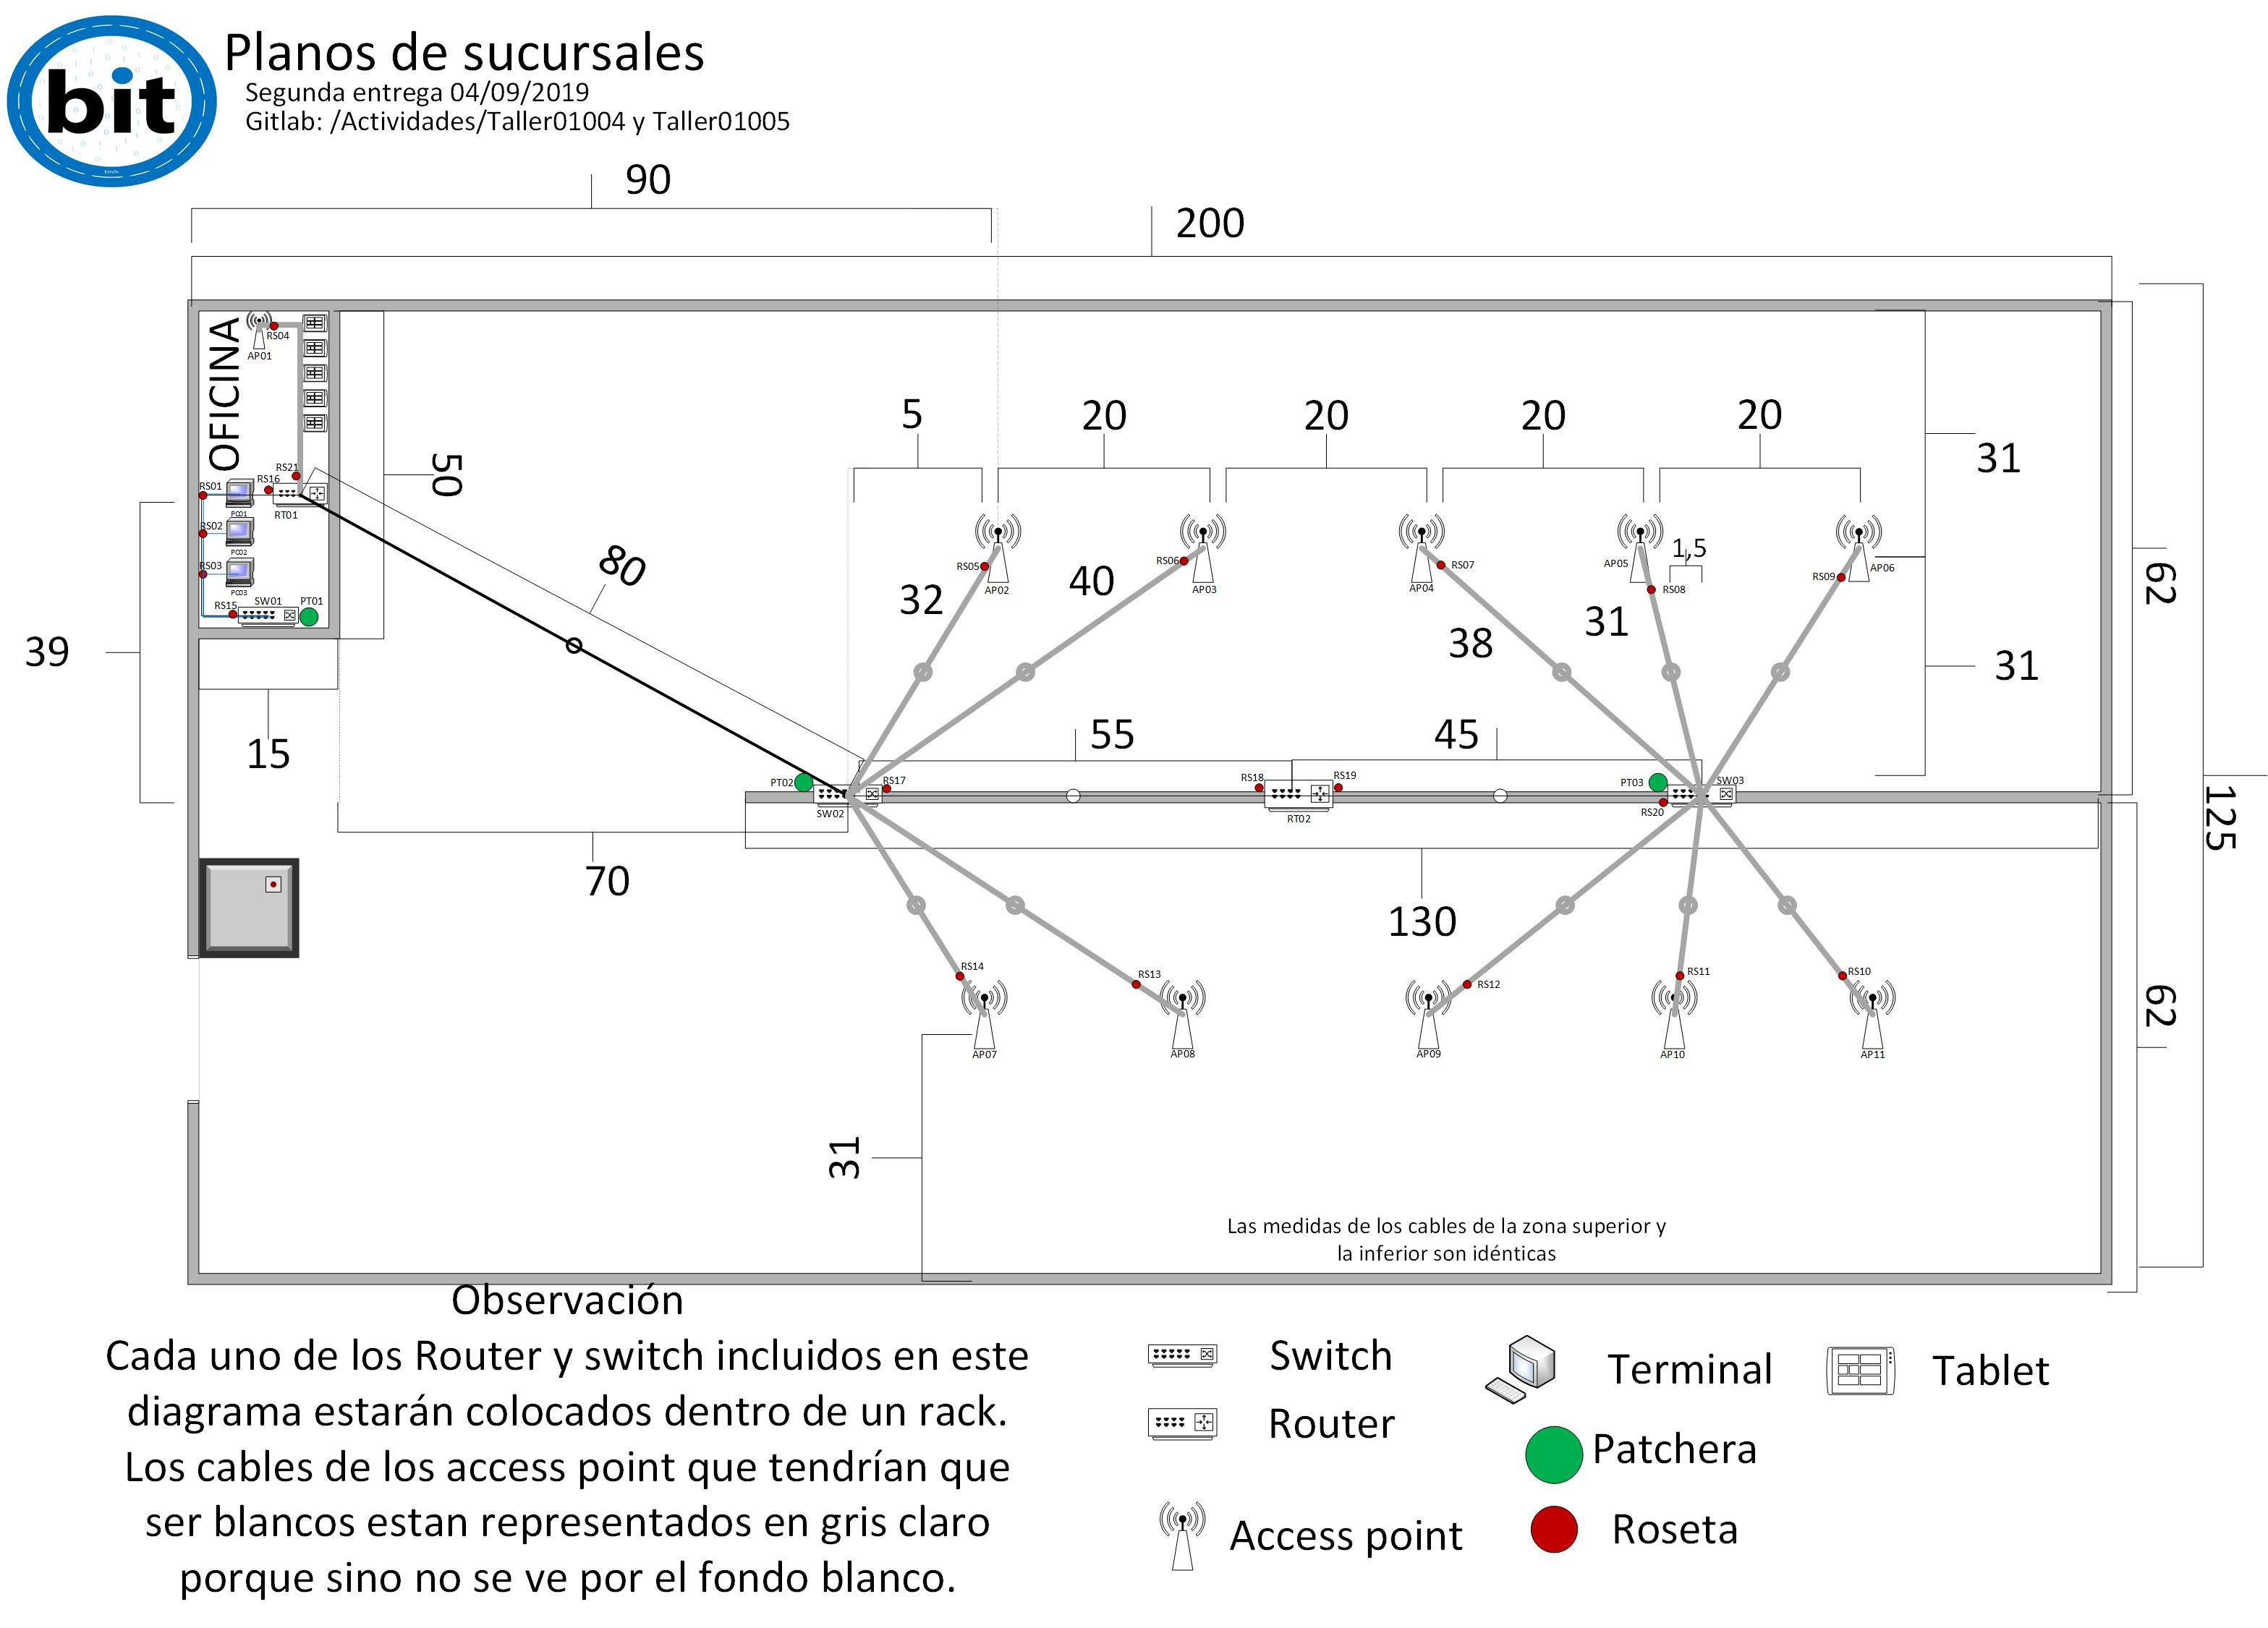 bit
Km/h
Planos de sucursales
Segunda entrega 04/09/2019
Gitlab: /Actividades/Taller01004 y Taller01005
90
200
OFICINA
RS04
AP01
5
20
20
20
20
31
50
RS21
RS16
RS01
PC01
RT01
RS02
PC02
RS03
PC03
RS15
SW01
PT01
80
RS05
AP02
RS06
AP03
RS07
AP04
AP05
1,5
RS08
RS09
AP06
62
32
40
38
31
39
31
15
55
45
PT02
RS17
SW02
RS18
RS19
RT02
PT03
SW03
RS20
125
70
130
RS14
AP07
RS13
AP08
RS12
AP09
RS11
AP10
RS10
AP11
62
31
Las medidas de los cables de la zona superior y
la inferior son idénticas
Observación
Cada uno de los Router y switch incluidos en este
diagrama estarán colocados dentro de un rack.
Los cables de los access point que tendrían que
ser blancos estan representados en gris claro
porque sino no se ve por el fondo blanco.
Switch
Terminal
Tablet
Router
Patchera
Access point
Roseta